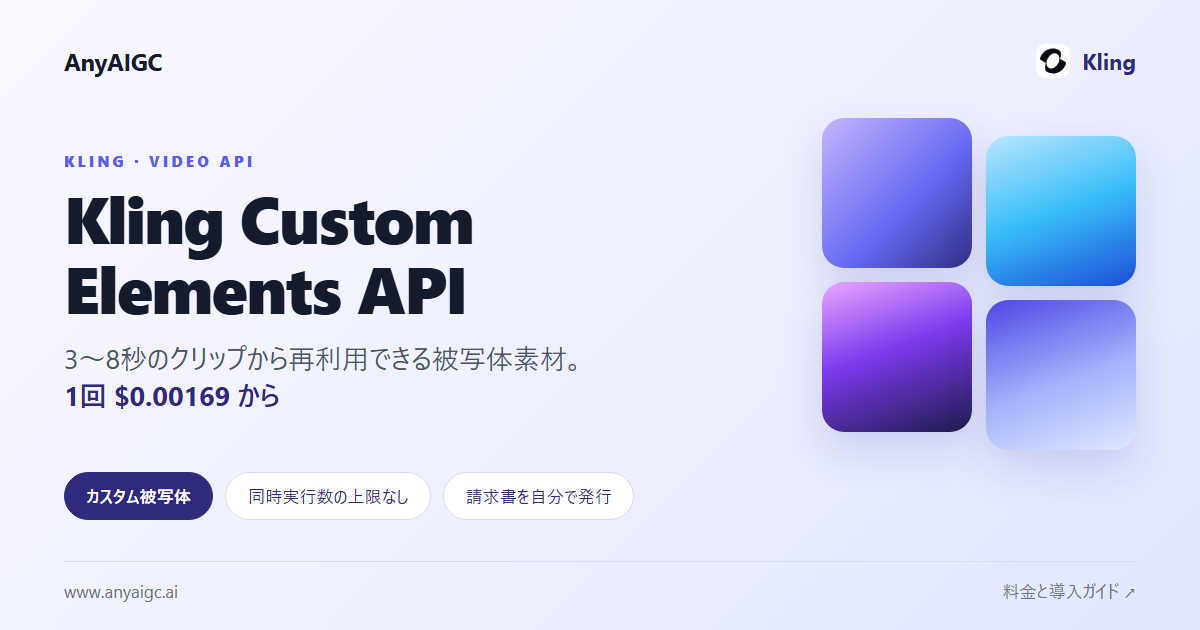 AnyAIGC
Kling
KLING · VIDEO API
Kling Custom
Elements API
3〜8秒のクリップから再利用できる被写体素材。
1回 $0.00169 から
カスタム被写体
同時実行数の上限なし
請求書を自分で発行
www.anyaigc.ai
料金と導入ガイド ↗